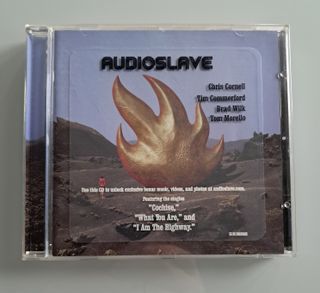 AUDIOSLAVE
Chris Cornell
Tim Commerford
Brad Wilk
Tom Morello
Use this CD to unlock exclusive bonus music, videos, and photos at audioslave.com.
Featuring the singles
"Cochise,"
"What You Are," and
"I Am The Highway."